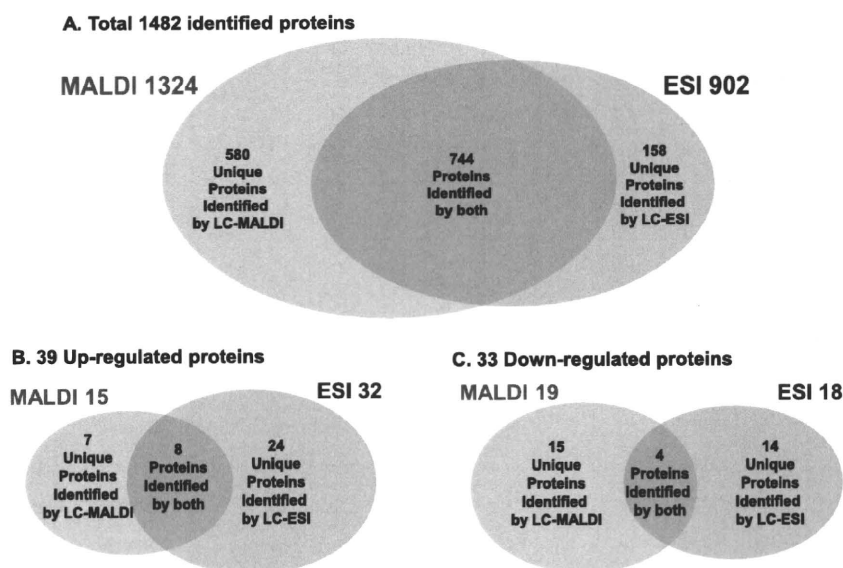 A. Total 1482 identified proteins
MALDI 1324
ESI 902
580
Unique
Proteins
Identified
by LC-MALDI
744
Proteins
Identified
by both
158
Unique
Proteins
Identified
by LC-ESI
B. 39 Up-regulated proteins
MALDI 15
ESI 32
7
Unique
Proteins
Identified
by LC-MALDI
8
Proteins
Identified
by both
24
Unique
Proteins
Identified
by LC-ESI
C. 33 Down-regulated proteins
MALDI 19
ESI 18
15
Unique
Proteins
Identified
by LC-MALDI
4
Proteins
Identified
by both
14
Unique
Proteins
Identified
by LC-ESI